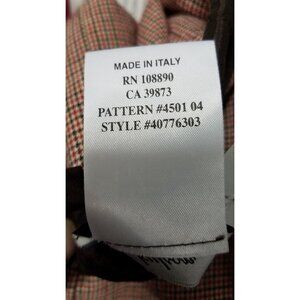 MADE IN ITALY
RN 108890
CA 39873
PATTERN #4501 04
STYLE #40776303